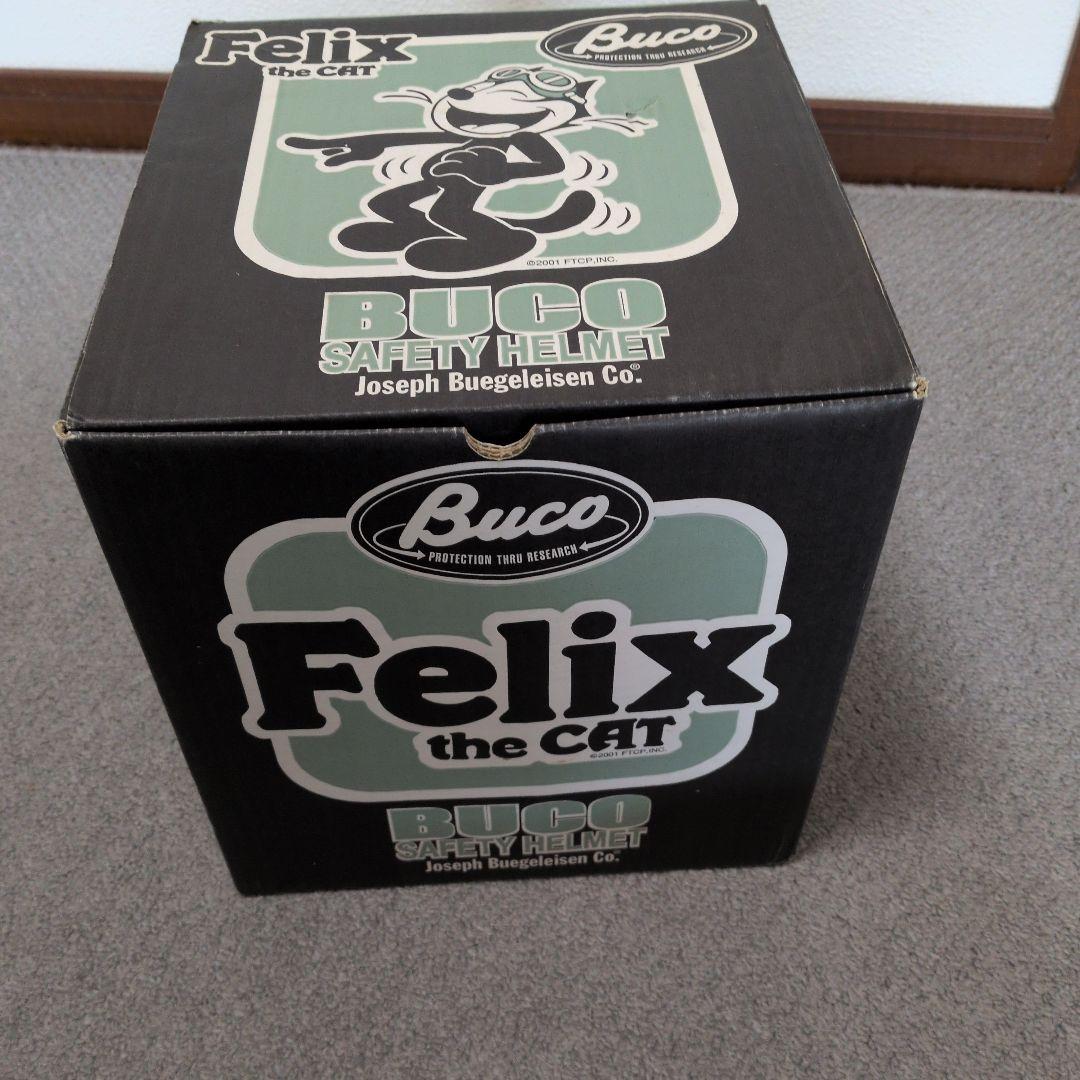 Felix
the CAT
Buco
PROTECTION THRU RESEARCH
©2001 FTCP,INC.
BUCO
SAFETY HELMET
Joseph Buegeleisen Co.®
Buco
PROTECTION THRU RESEARCH
Felix
the CAT
©2001 FTCP,INC.
BUCO
SAFETY HELMET
Joseph Buegeleisen Co.®